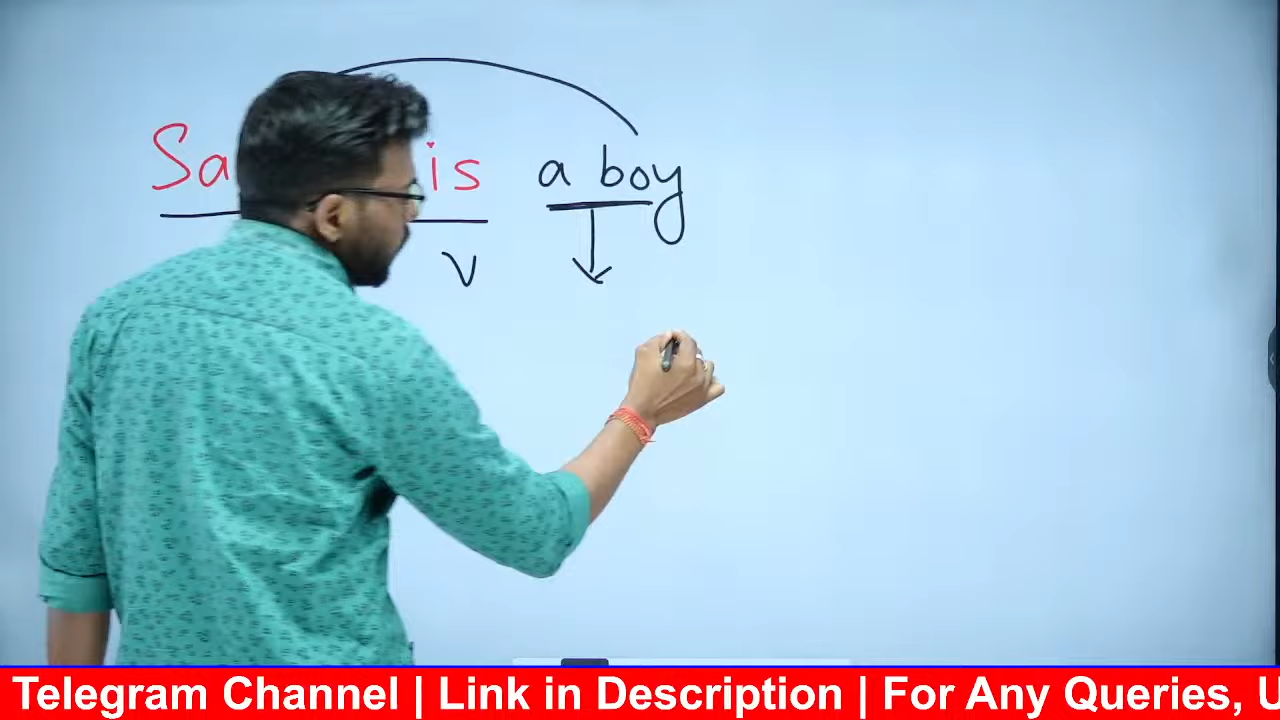 Sa is a boy
V
Telegram Channel | Link in Description | For Any Queries, U